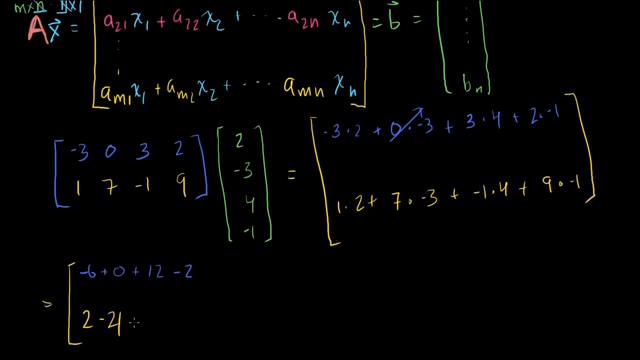 m×n n×1
A x⃗ = [ a21 x1 + a22 x2 + ···· a2n xn ] = b⃗ = [ ⋮ ]
⋮
am1 x1 + am2 x2 + ···· amn xn
bn
[ -3 0 3 2 ] [ 2 ] = [ -3·2 + 0·-3 + 3·4 + 2·-1 ]
1 7 -1 9
-3
4
-1
1·2 + 7·-3 + -1·4 + 9·-1
= [ -6 + 0 + 12 - 2
2 - 21